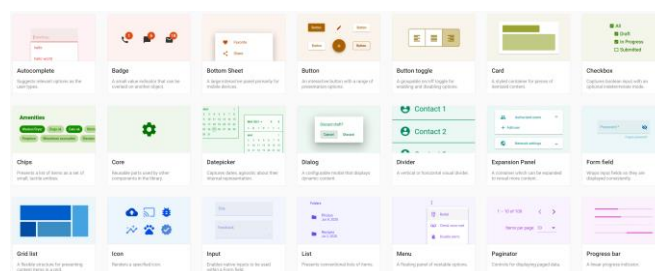 Autocomplete
Suggests relevant options as the user types.
Badge
A small value indicator that can be overlaid on another object.
Favorite
Share
Bottom Sheet
A large interactive panel primarily for mobile devices.
Button
Button
Button
Button
Button
An interactive button with a range of presentation options.
Button toggle
A groupable on/off toggle for enabling and disabling options.
Card
A styled container for pieces of itemized content.
All
Draft
In Progress
Submitted
Checkbox
Captures boolean input with an optional indeterminate mode.
Amenities
Chips
Presents a list of items as a set of small, tactile entities.
Core
Reusable parts used by other components in the library.
Datepicker
Captures dates, agnostic about their internal representation.
Discard draft?
Cancel
Discard
Dialog
A configurable modal that displays dynamic content.
Contact 1
Contact 2
Divider
A vertical or horizontal visual divider.
Expansion Panel
A container which can be expanded to reveal more content.
Form field
Wraps input fields so they are displayed consistently.
Grid list
A flexible structure for presenting content items in a grid.
Icon
Renders a specified icon.
Input
Enables native inputs to be used within a Form field.
List
Presents conventional lists of items.
Menu
A floating panel of nestable options.
1 - 10 of 100
Items per page
Paginator
Controls for displaying paged data.
Progress bar
A linear progress indicator.